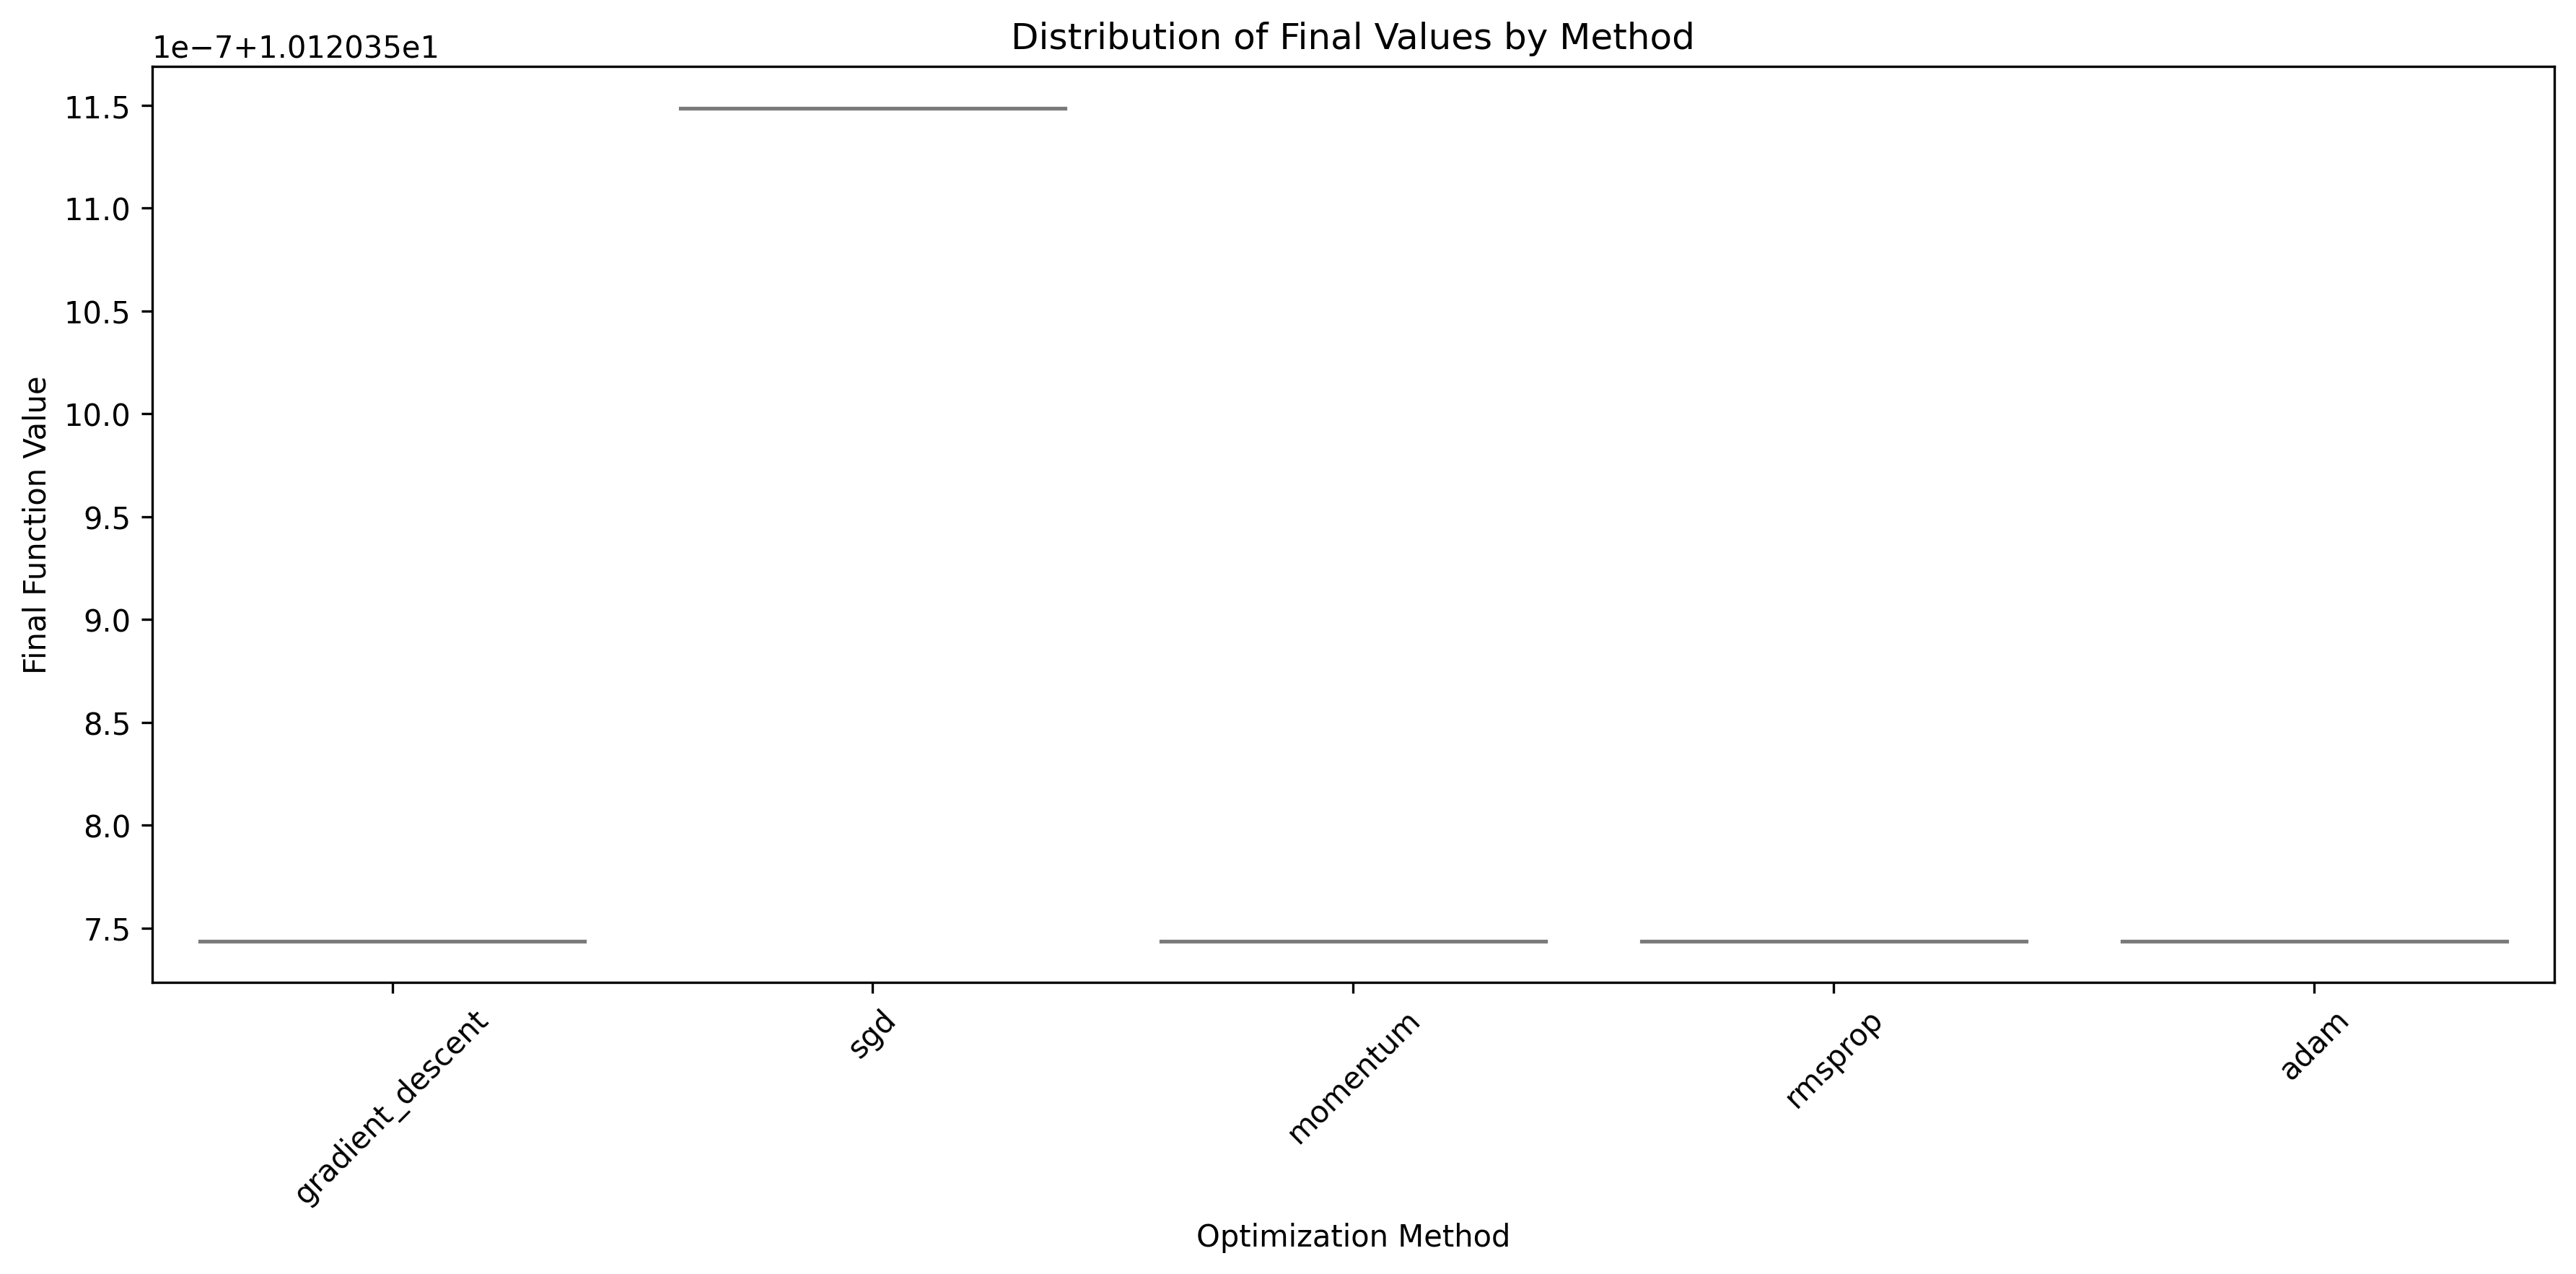 Distribution of Final Values by Method
1e−7+1.012035e1
11.5
11.0
10.5
10.0
9.5
9.0
8.5
8.0
7.5
Final Function Value
gradient_descent
sgd
momentum
rmsprop
adam
Optimization Method